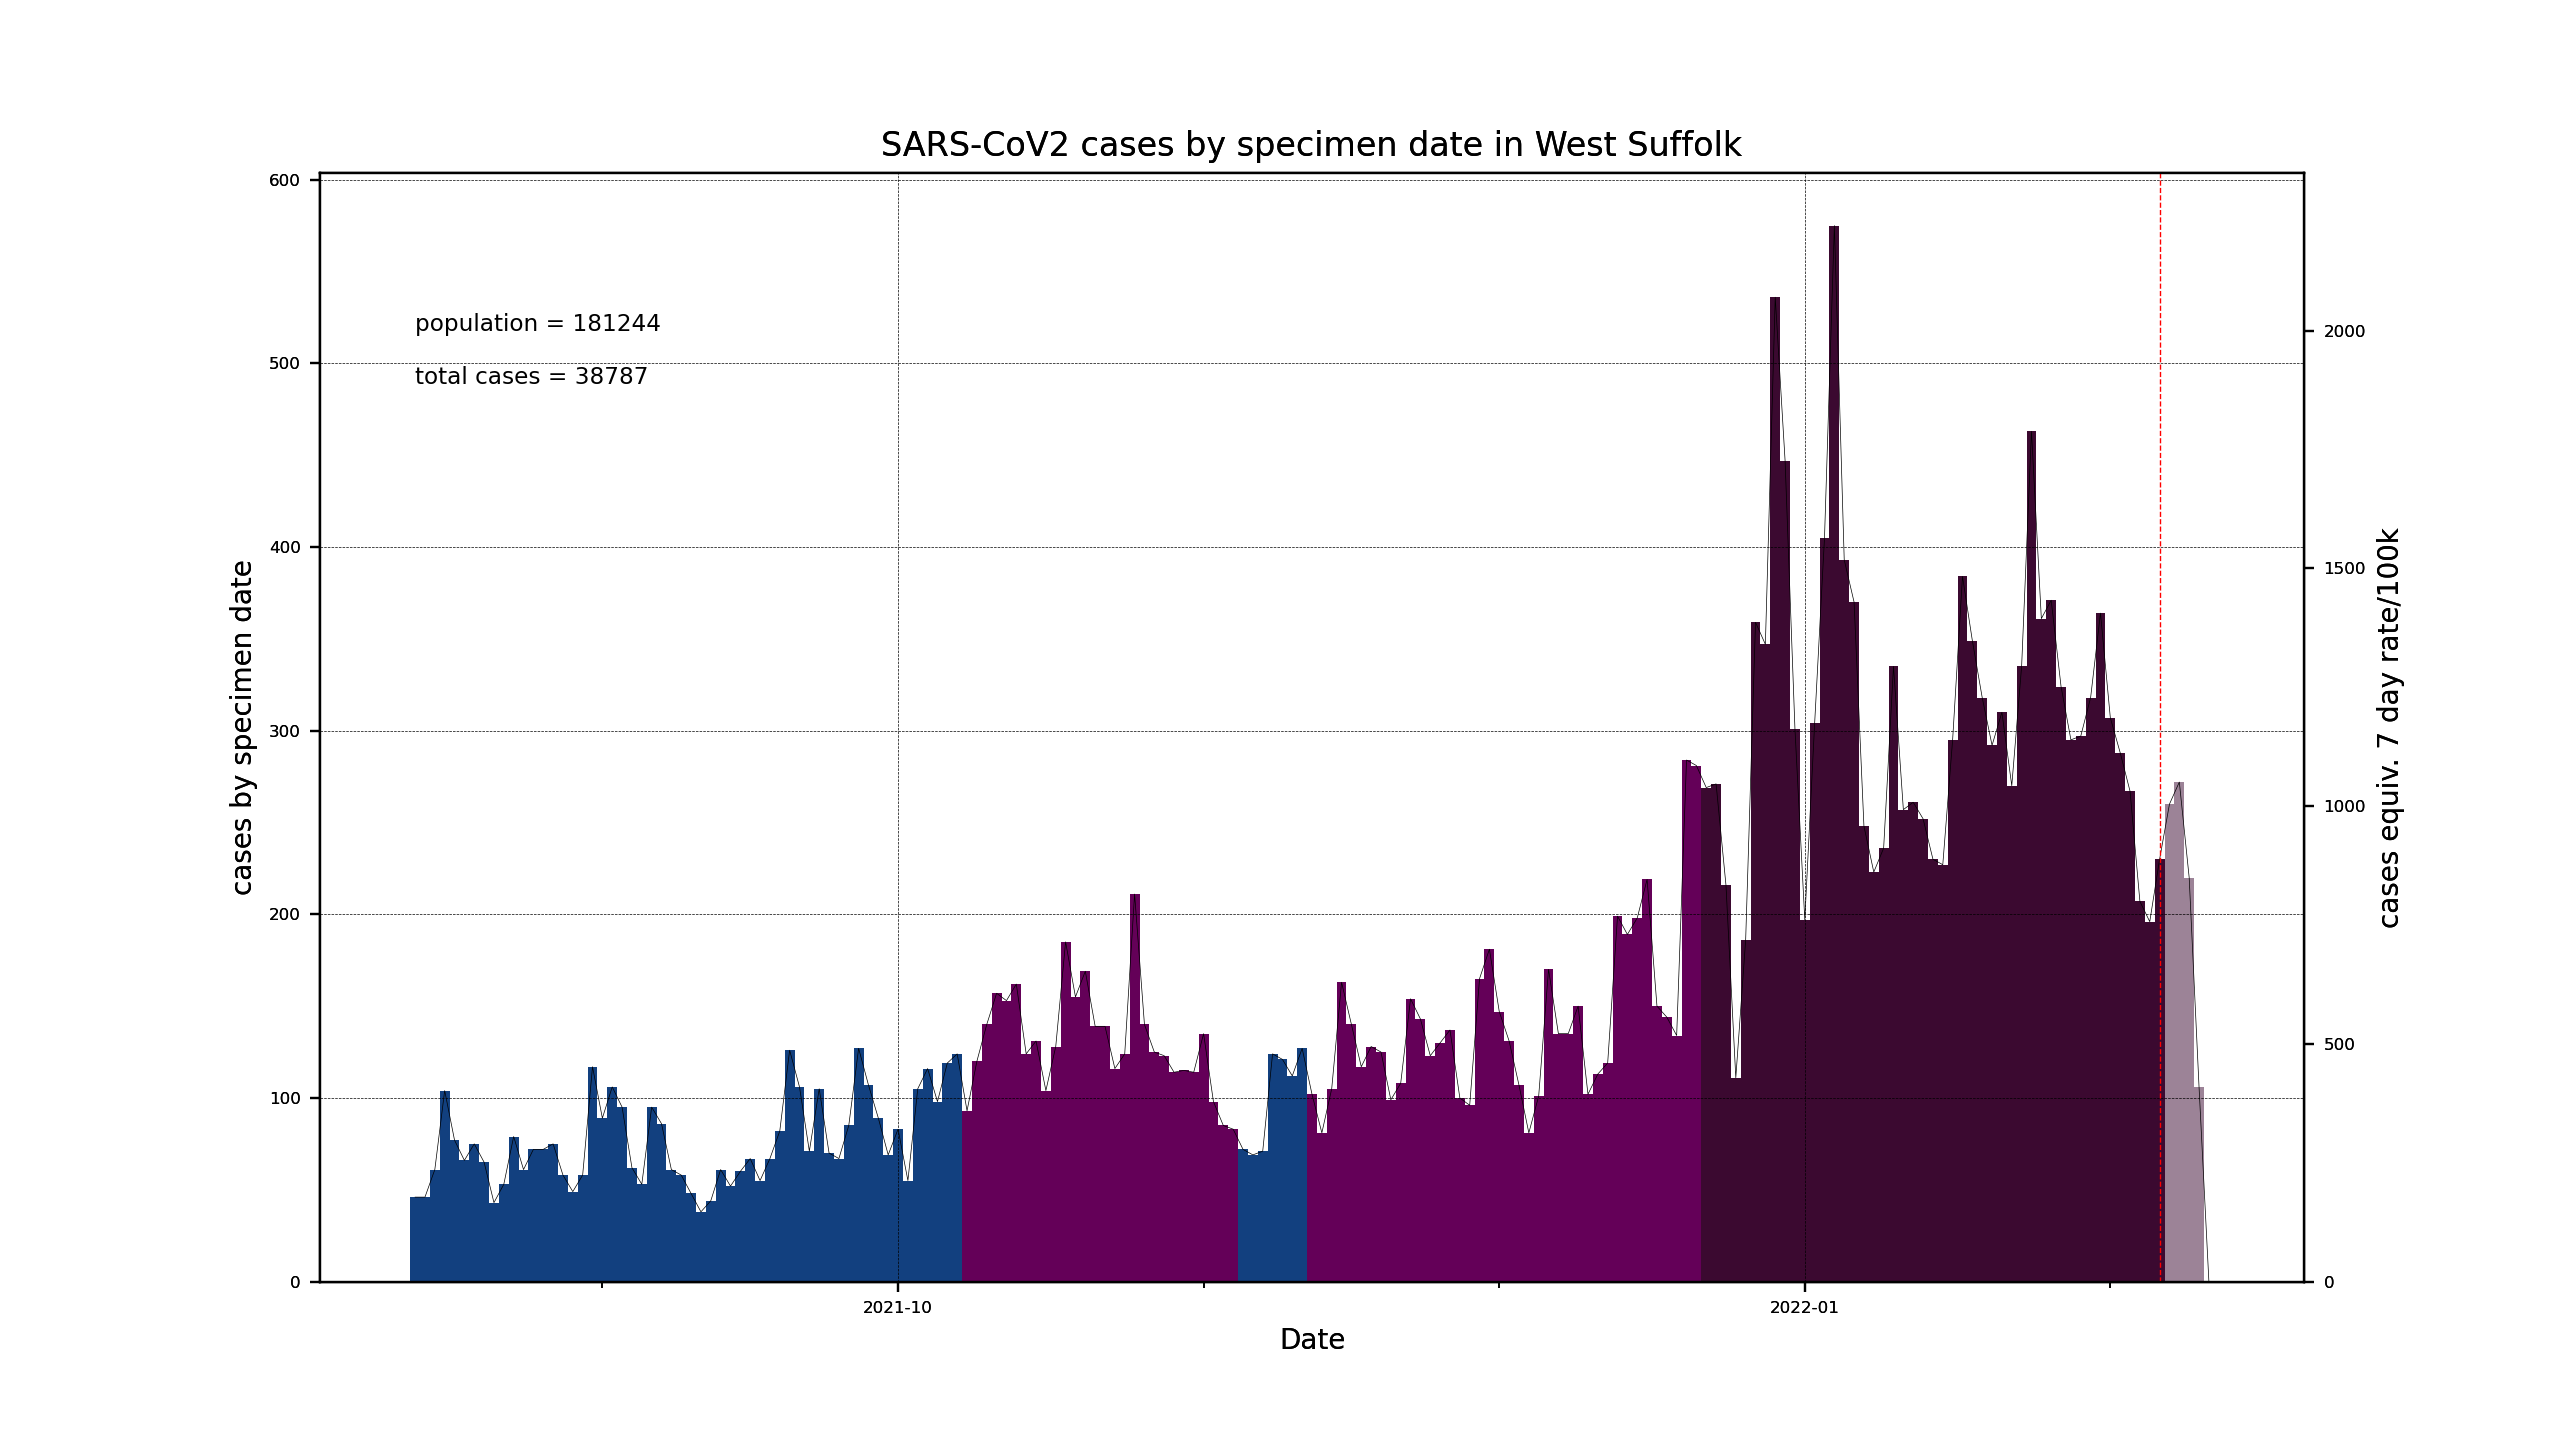 SARS-CoV2 cases by specimen date in West Suffolk
600
500
400
300
200
100
0
cases by specimen date
population = 181244
total cases = 38787
2000
1500
1000
500
0
cases equiv. 7 day rate/100k
2021-10
2022-01
Date